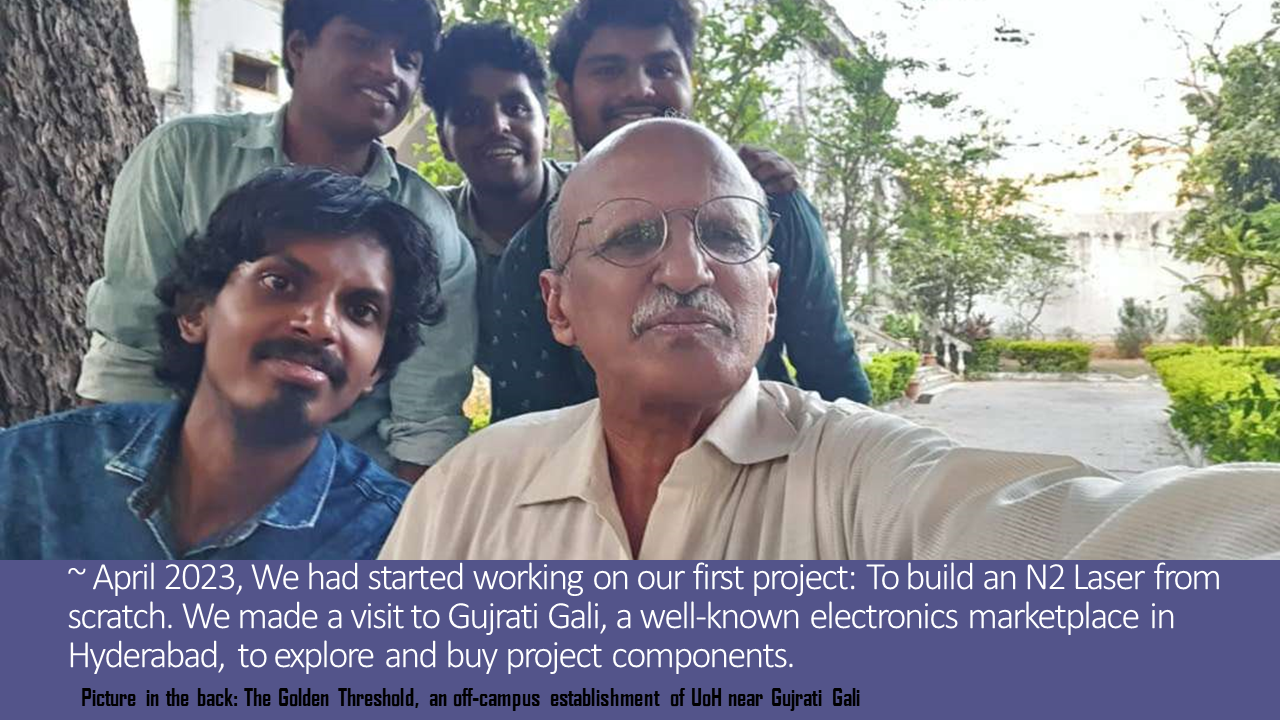 ~ April 2023, We had started working on our first project: To build an N2 Laser from
scratch. We made a visit to Gujrati Gali, a well-known electronics marketplace in
Hyderabad, to explore and buy project components.
Picture in the back: The Golden Threshold, an off-campus establishment of UoH near Gujrati Gali